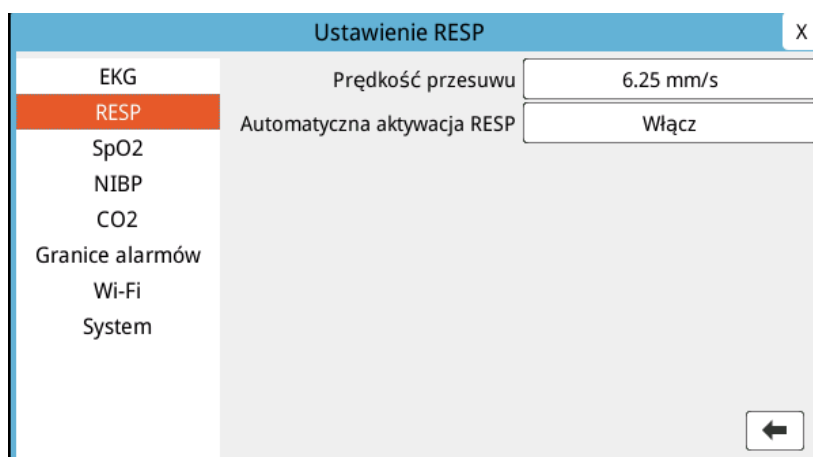 Ustawienie RESP
X
EKG
RESP
SpO2
NIBP
CO2
Granice alarmów
Wi-Fi
System
Prędkość przesuwu 6.25 mm/s
Automatyczna aktywacja RESP Włącz